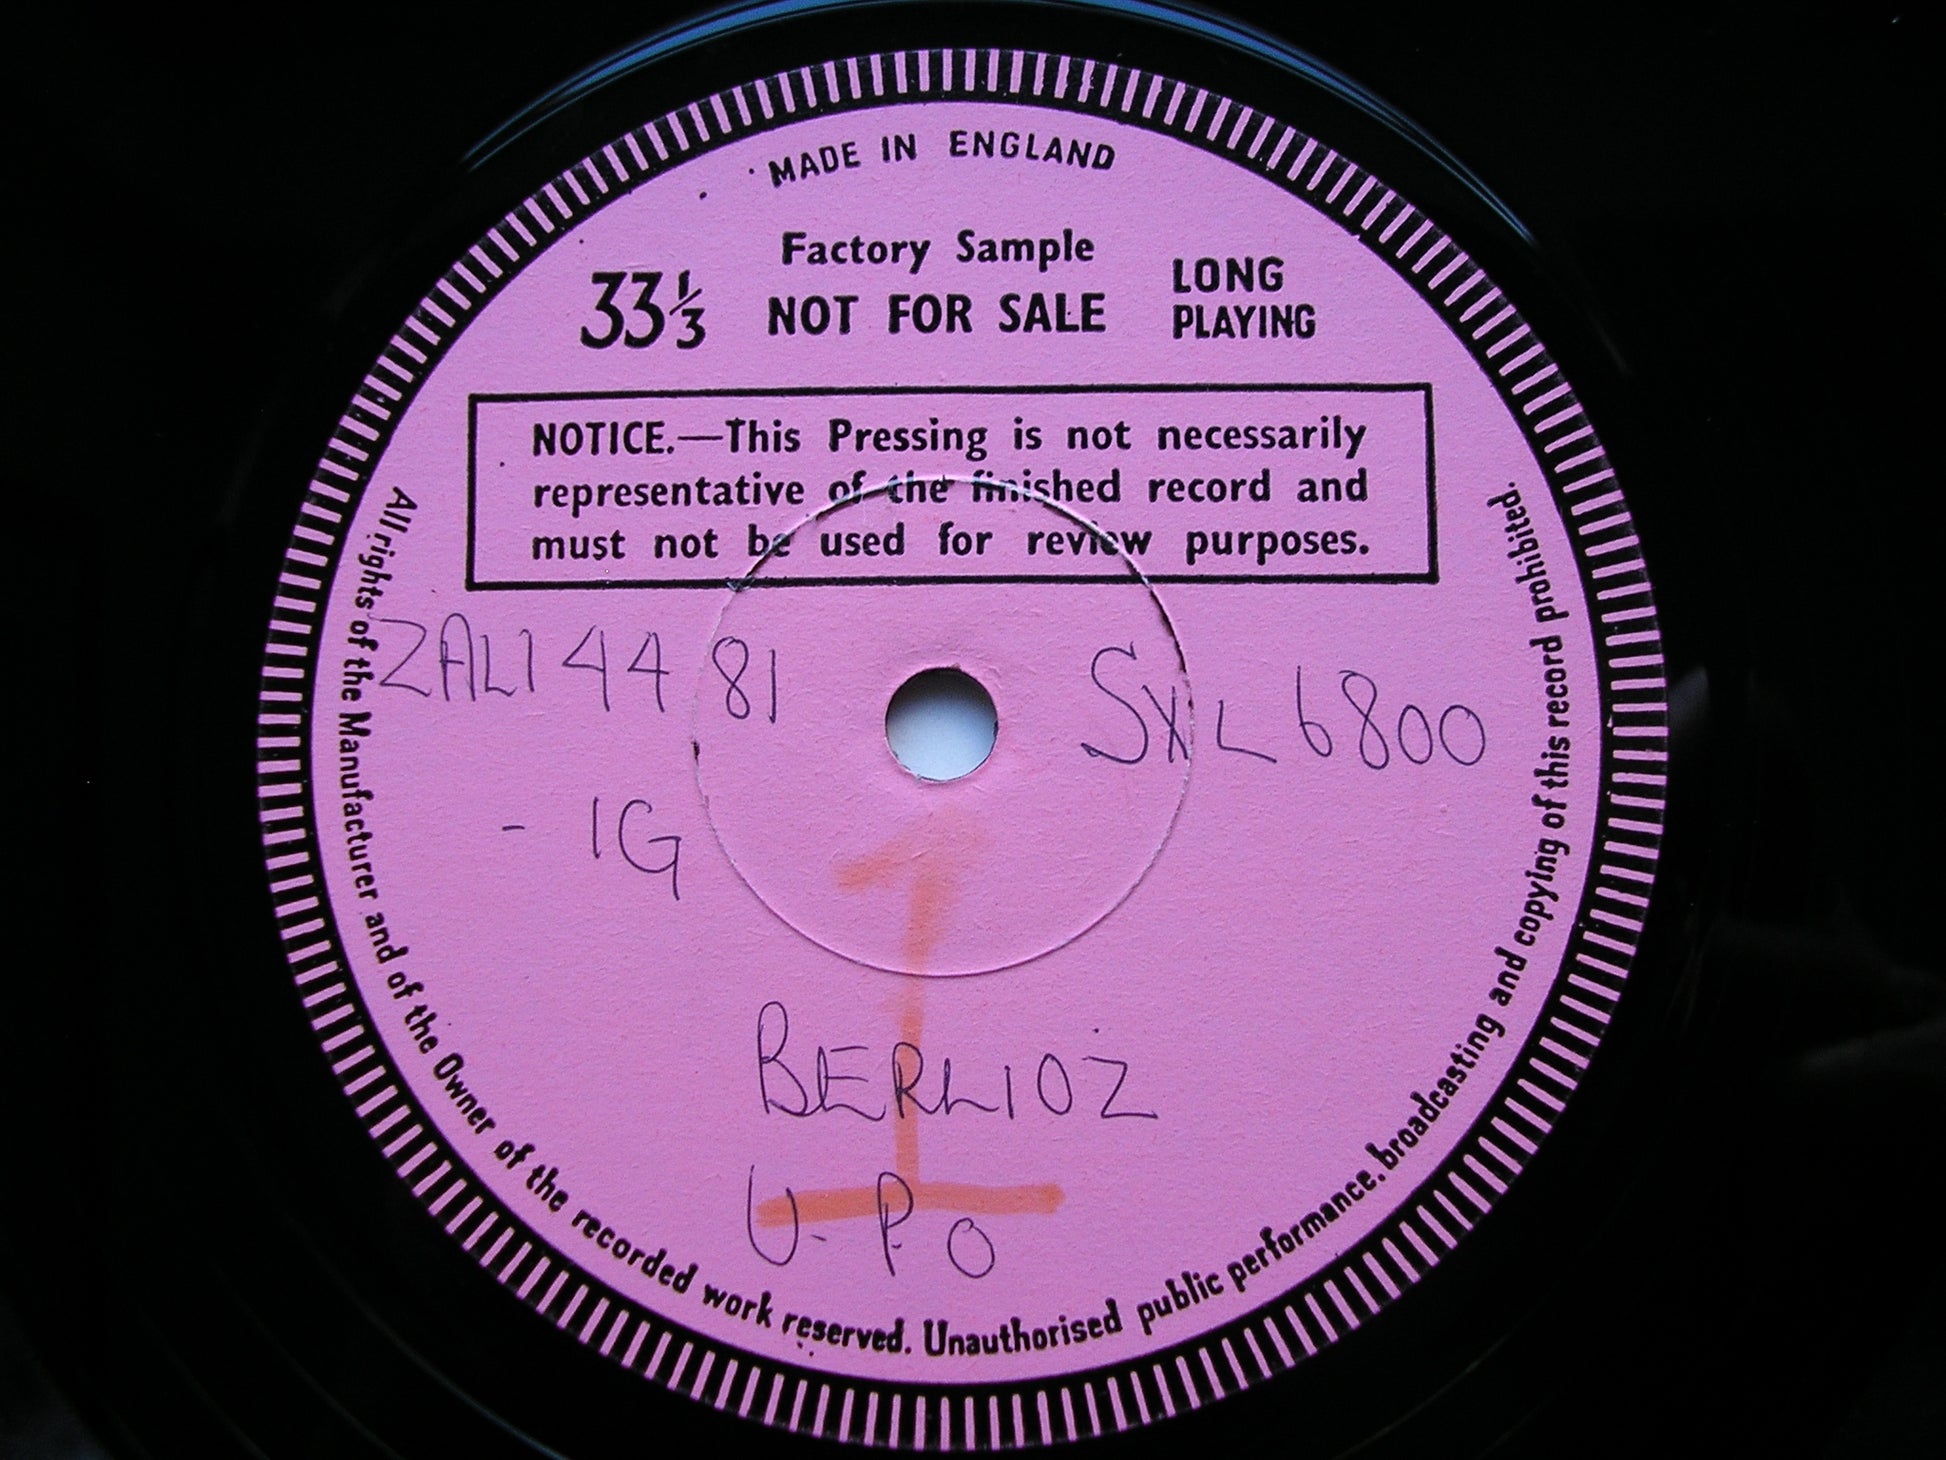 MADE IN ENGLAND
Factory Sample
33⅓ NOT FOR SALE LONG PLAYING
NOTICE.—This Pressing is not necessarily
representative of the finished record and
must not be used for review purposes.
ZAL14481 SXL 6800
- 1G
1
BERLIOZ
U.P.O
All rights of the Manufacturer and of the Owner of the recorded work reserved. Unauthorised public performance, broadcasting and copying of this record prohibited.